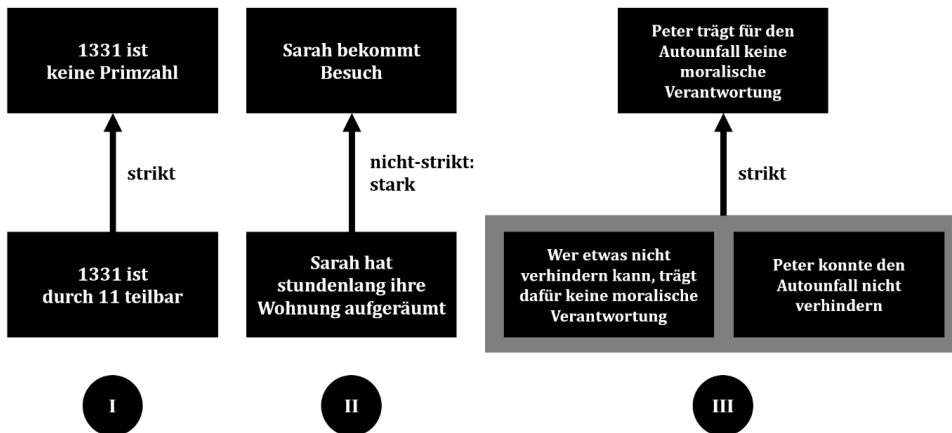 1331 ist
keine Primzahl
strikt
1331 ist
durch 11 teilbar
I
Sarah bekommt
Besuch
nicht-strikt:
stark
Sarah hat
stundenlang ihre
Wohnung aufgeräumt
II
Peter trägt für den
Autounfall keine
moralische
Verantwortung
strikt
Wer etwas nicht
verhindern kann, trägt
dafür keine moralische
Verantwortung
Peter konnte den
Autounfall nicht
verhindern
III